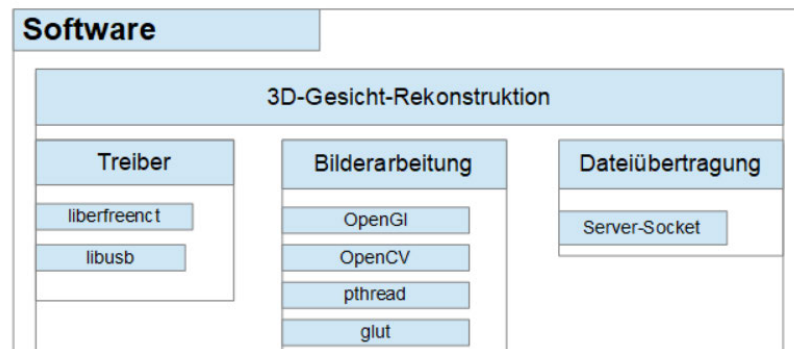 Software
3D-Gesicht-Rekonstruktion
Treiber
liberfreenct
libusb
Bilderarbeitung
OpenGl
OpenCV
pthread
glut
Dateiübertragung
Server-Socket